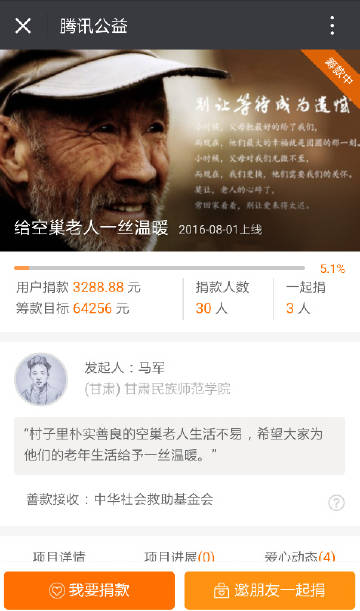 腾讯公益
筹款中
别让等待成为遗憾
小时候，父母把最好的给了我们，
而现在，他们最大的幸福就是团圆的那一刻，
小时候，父母对我们无微不至，
而现在，我们更横，他们需要我们的关怀。
莫让，老人的心碎了，
常回家看看，别让爱来得太迟。
给空巢老人一丝温暖 2016-08-01上线
5.1%
用户捐款 3288.88 元
捐款人数
一起捐
筹款目标 64256 元
30 人
3 人
发起人：马军
(甘肃) 甘肃民族师范学院
“村子里朴实善良的空巢老人生活不易，希望大家为
他们的老年生活给予一丝温暖。”
善款接收：中华社会救助基金会
?
项目详情
项目进展(0)
爱心动态(4)
我要捐款
邀朋友一起捐